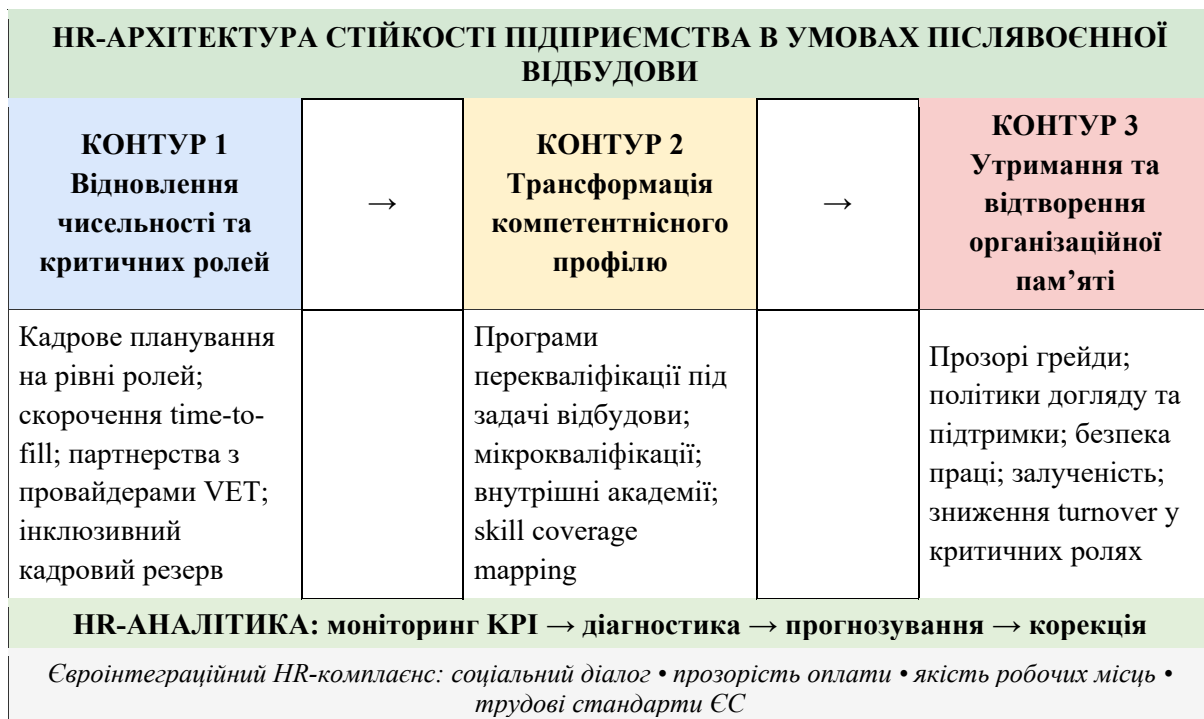 HR-АРХІТЕКТУРА СТІЙКОСТІ ПІДПРИЄМСТВА В УМОВАХ ПІСЛЯВОЄННОЇ
ВІДБУДОВИ
КОНТУР 1
Відновлення
чисельності та
критичних ролей
→
КОНТУР 2
Трансформація
компетентнісного
профілю
→
КОНТУР 3
Утримання та
відтворення
організаційної
пам’яті
Кадрове планування
на рівні ролей;
скорочення time-to-
fill; партнерства з
провайдерами VET;
інклюзивний
кадровий резерв
Програми
перекваліфікації під
задачі відбудови;
мікрокваліфікації;
внутрішні академії;
skill coverage
mapping
Прозорі грейди;
політики догляду та
підтримки; безпека
праці; залученість;
зниження turnover у
критичних ролях
HR-АНАЛІТИКА: моніторинг KPI → діагностика → прогнозування → корекція
Євроінтеграційний HR-комплаєнс: соціальний діалог • прозорість оплати • якість робочих місць •
трудові стандарти ЄС